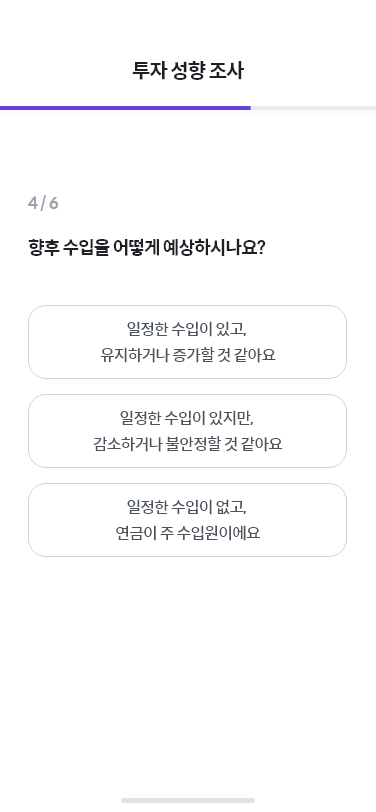 투자 성향 조사
4/6
향후 수입을 어떻게 예상하시나요?
일정한 수입이 있고,
유지하거나 증가할 것 같아요
일정한 수입이 있지만,
감소하거나 불안정할 것 같아요
일정한 수입이 없고,
연금이 주 수입원이에요